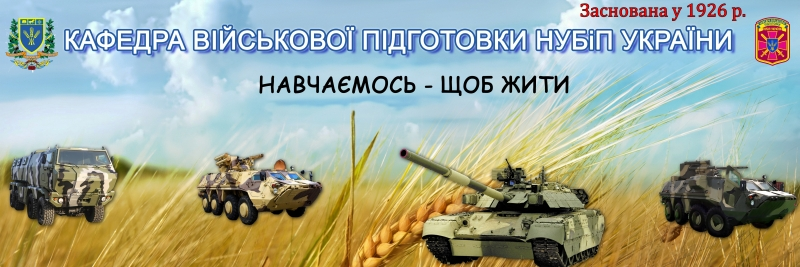 Заснована у 1926 р.
КАФЕДРА ВІЙСЬКОВОЇ ПІДГОТОВКИ НУБіП УКРАЇНИ
НАВЧАЄМОСЬ - ЩОБ ЖИТИ